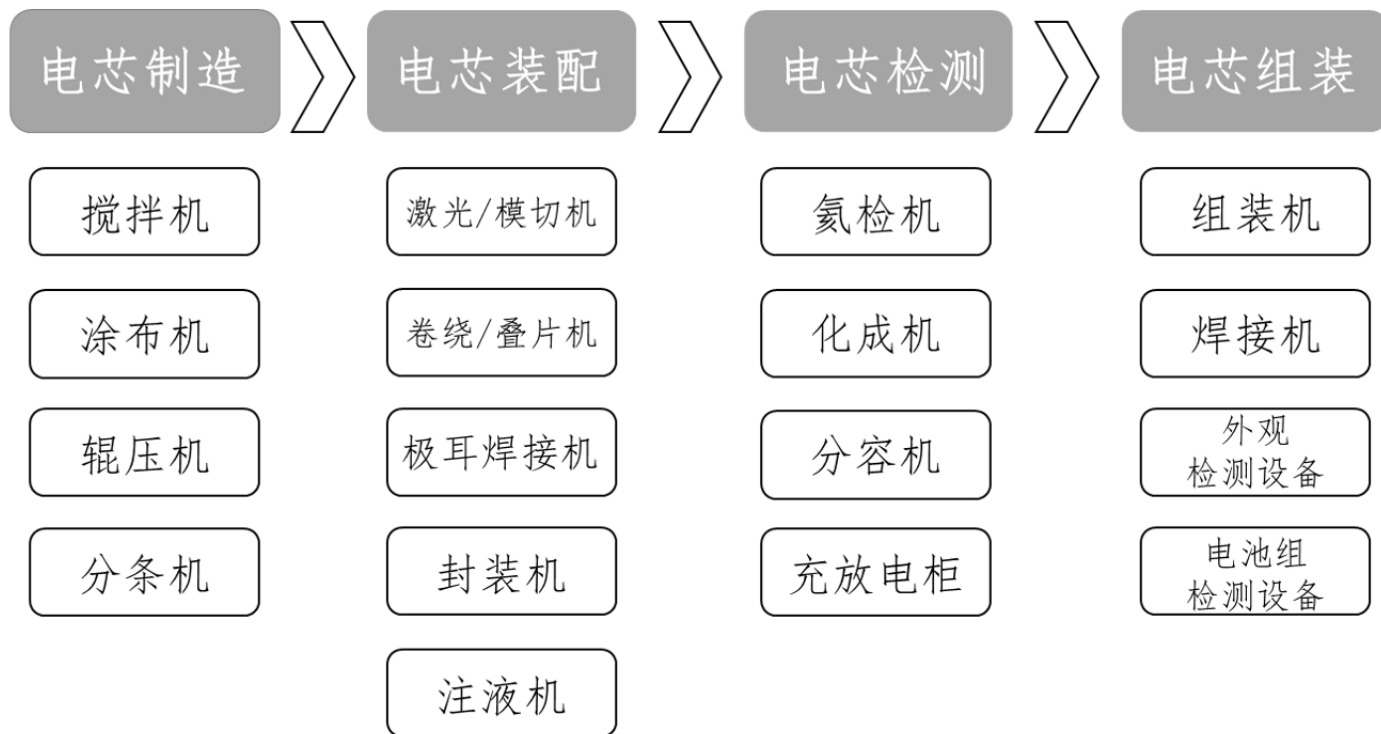 电芯制造
电芯装配
电芯检测
电芯组装
搅拌机
激光/模切机
氦检机
组装机
涂布机
卷绕/叠片机
化成机
焊接机
辊压机
极耳焊接机
分容机
外观
检测设备
分条机
封装机
充放电柜
电池组
检测设备
注液机